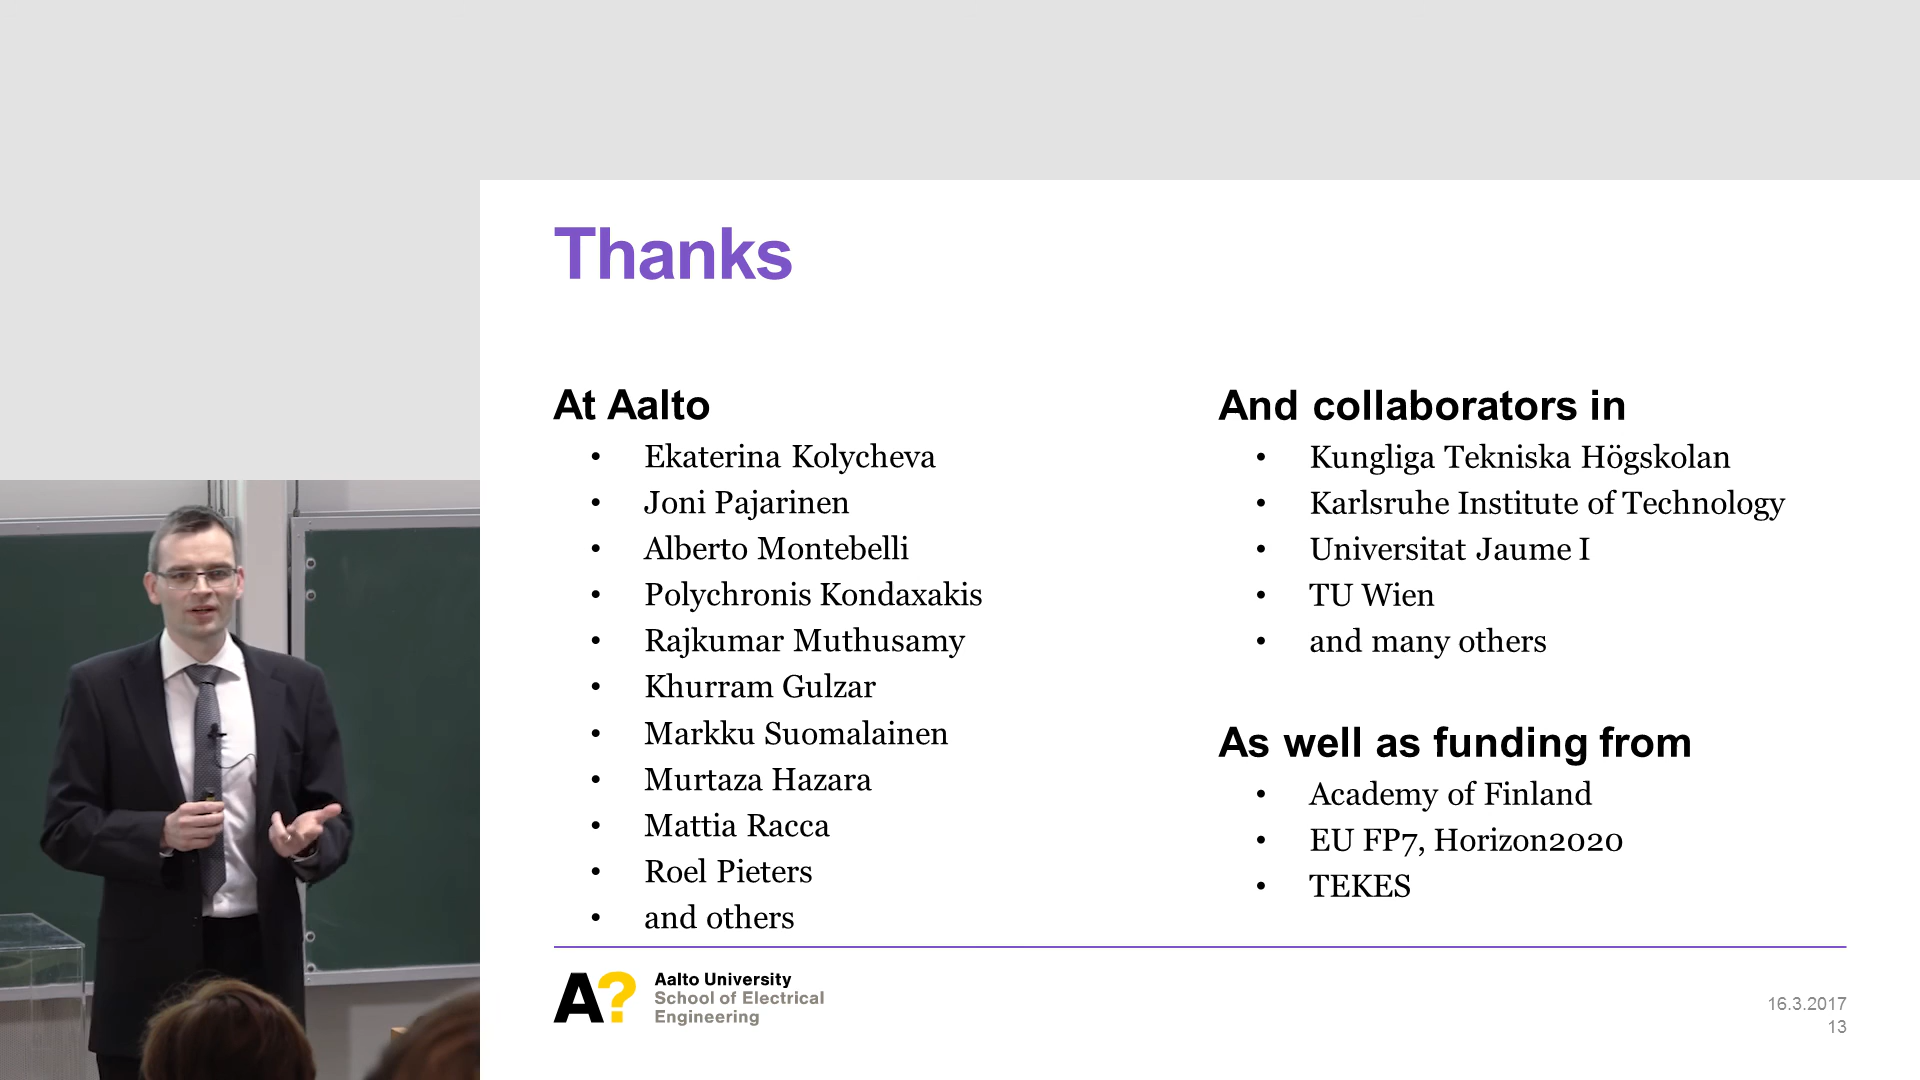 Thanks
At Aalto
• Ekaterina Kolycheva
• Joni Pajarinen
• Alberto Montebelli
• Polychronis Kondaxakis
• Rajkumar Muthusamy
• Khurram Gulzar
• Markku Suomalainen
• Murtaza Hazara
• Mattia Racca
• Roel Pieters
• and others
And collaborators in
• Kungliga Tekniska Högskolan
• Karlsruhe Institute of Technology
• Universitat Jaume I
• TU Wien
• and many others
As well as funding from
• Academy of Finland
• EU FP7, Horizon2020
• TEKES
A?
Aalto University
School of Electrical
Engineering
16.3.2017
13